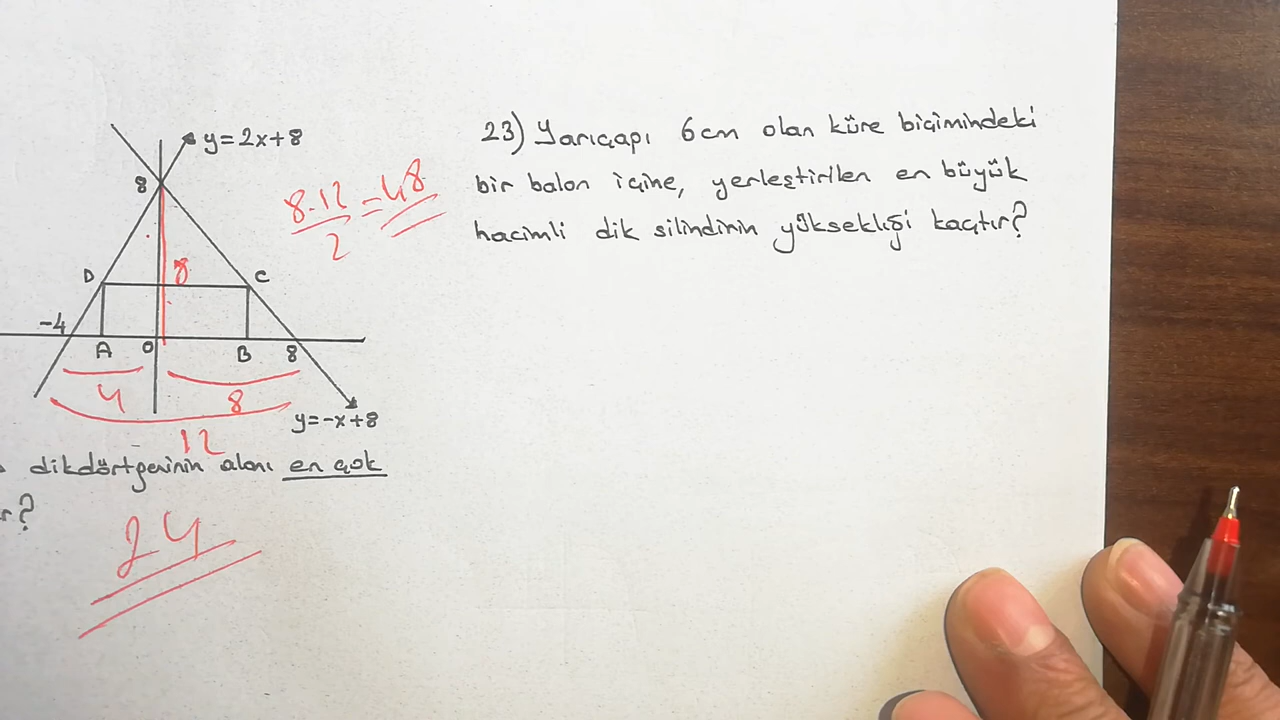 y=2x+8
8
8.12/2=48
8
D
C
-4
A
O
B
8
4
8
12
y=-x+8
dikdörtgeninin alanı en çok
r?
24
23) Yarıçapı 6cm olan küre biçimindeki
bir balon içine, yerleştirilen en büyük
hacimli dik silindirin yüksekliği kaçtır?